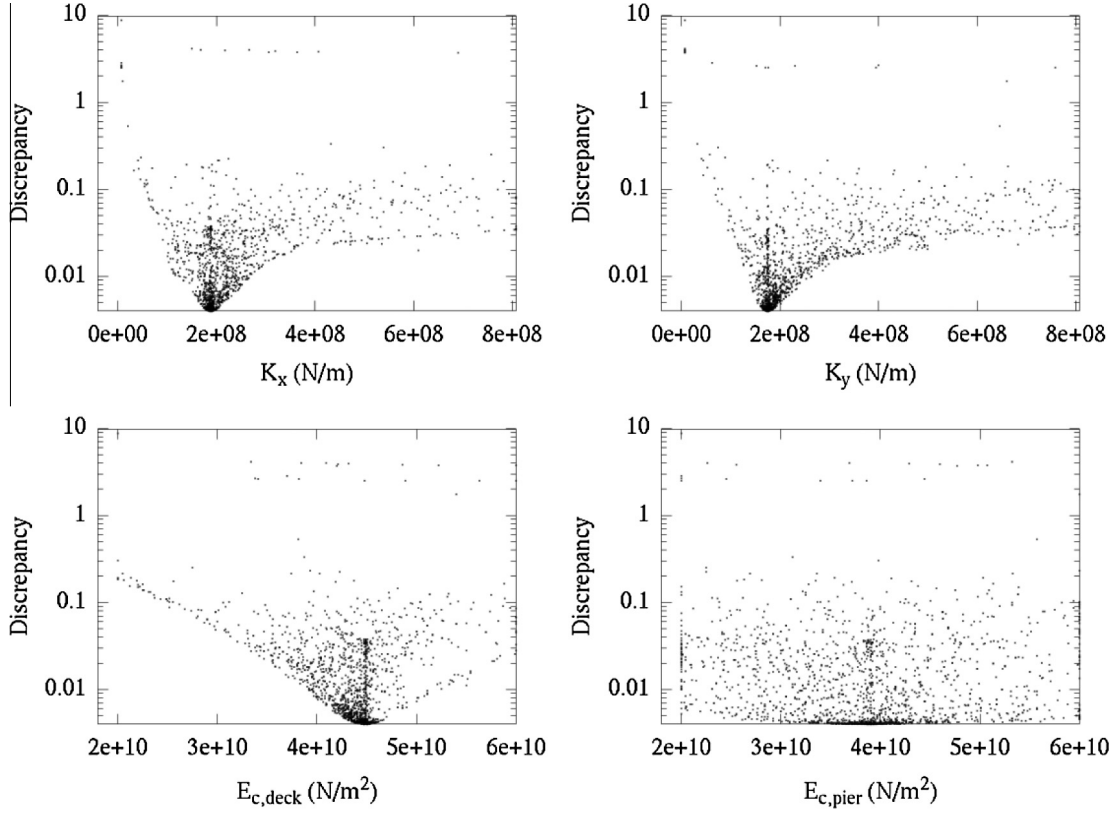 10
1
0.1
0.01
Discrepancy
0e+00 2e+08 4e+08 6e+08 8e+08
K_x (N/m)
10
1
0.1
0.01
Discrepancy
0e+00 2e+08 4e+08 6e+08 8e+08
K_y (N/m)
10
1
0.1
0.01
Discrepancy
2e+10 3e+10 4e+10 5e+10 6e+10
E_c,deck (N/m²)
10
1
0.1
0.01
Discrepancy
2e+10 3e+10 4e+10 5e+10 6e+10
E_c,pier (N/m²)